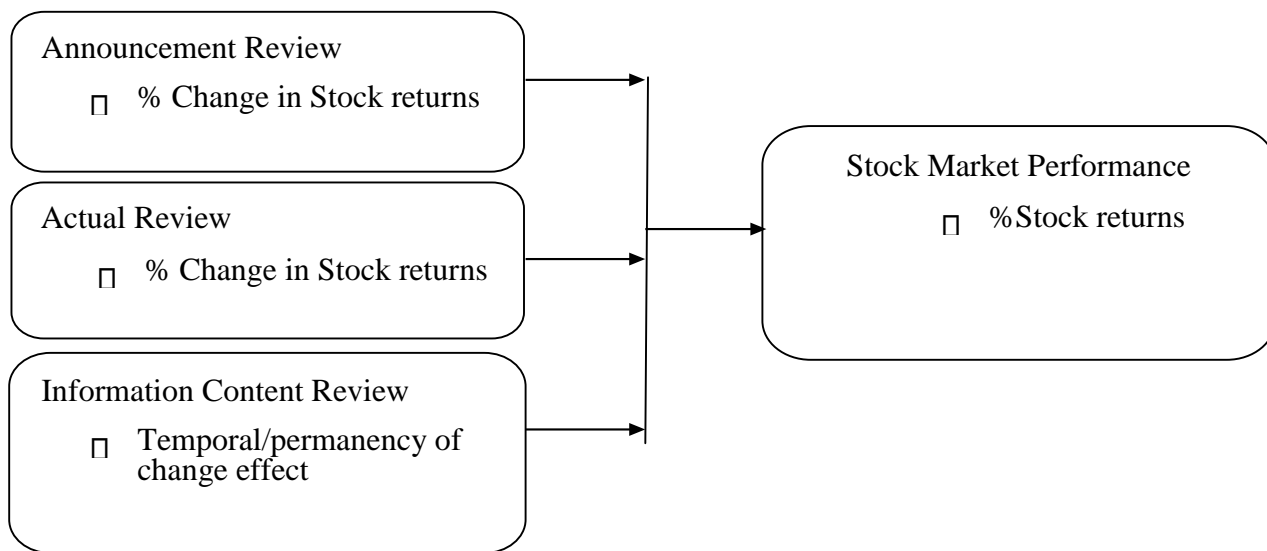 Announcement Review
% Change in Stock returns
Actual Review
% Change in Stock returns
Information Content Review
Temporal/permanency of
change effect
Stock Market Performance
%Stock returns